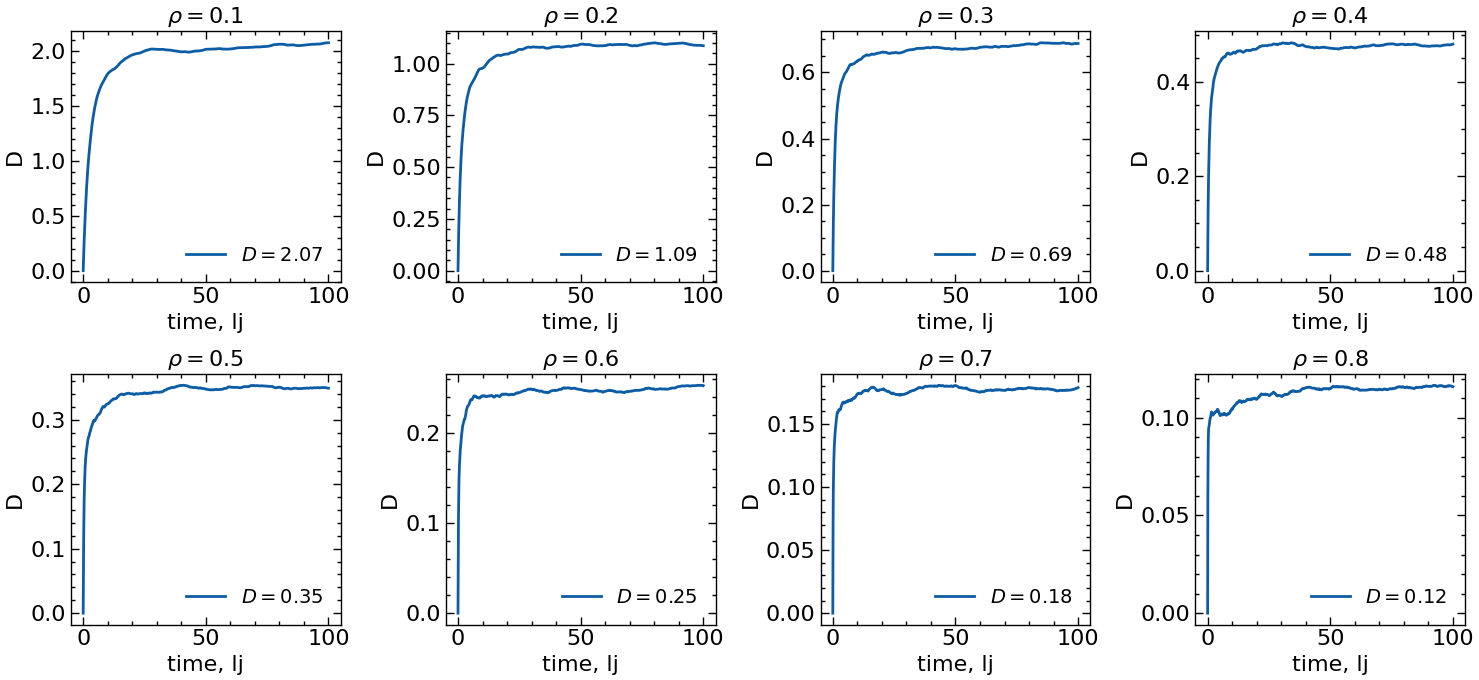 ρ = 0.1
2.0
1.5
1.0
0.5
0.0
D
D = 2.07
0 50 100
time, lj
ρ = 0.2
1.00
0.75
0.50
0.25
0.00
D
D = 1.09
0 50 100
time, lj
ρ = 0.3
0.6
0.4
0.2
0.0
D
D = 0.69
0 50 100
time, lj
ρ = 0.4
0.4
0.2
0.0
D
D = 0.48
0 50 100
time, lj
ρ = 0.5
0.3
0.2
0.1
0.0
D
D = 0.35
0 50 100
time, lj
ρ = 0.6
0.2
0.1
0.0
D
D = 0.25
0 50 100
time, lj
ρ = 0.7
0.15
0.10
0.05
0.00
D
D = 0.18
0 50 100
time, lj
ρ = 0.8
0.10
0.05
0.00
D
D = 0.12
0 50 100
time, lj